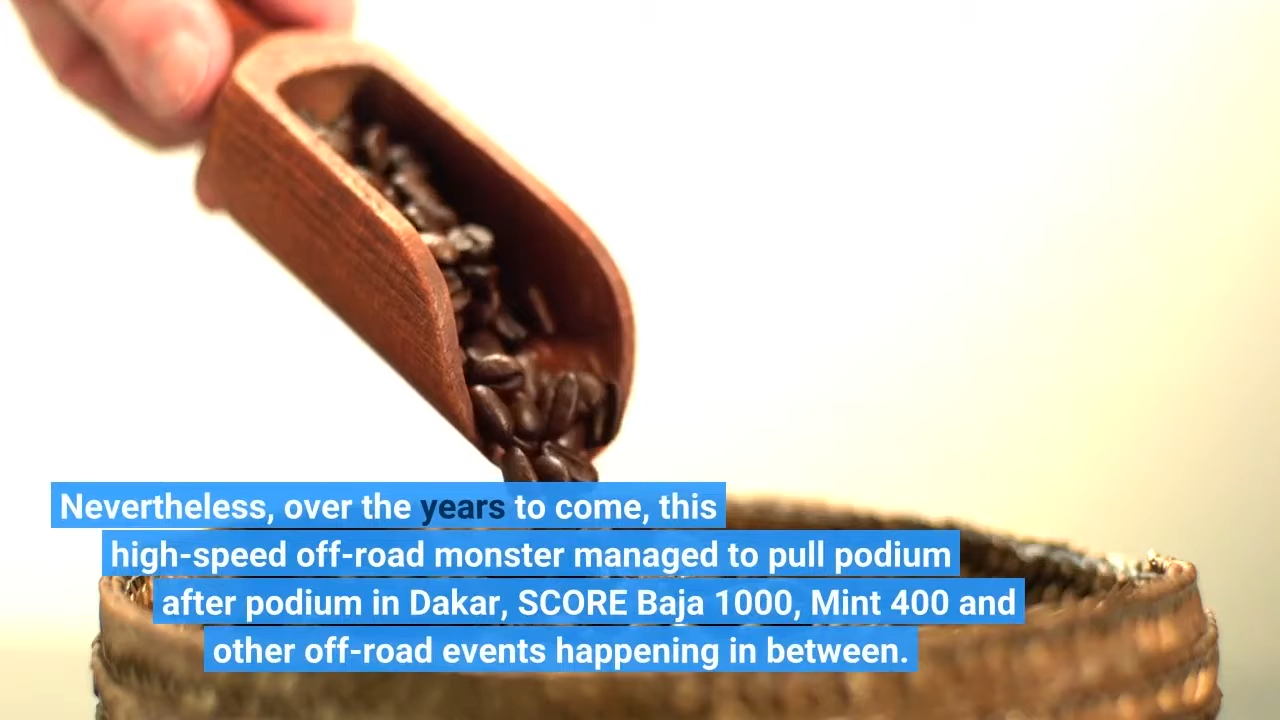 Nevertheless, over the years to come, this
high-speed off-road monster managed to pull podium
after podium in Dakar, SCORE Baja 1000, Mint 400 and
other off-road events happening in between.